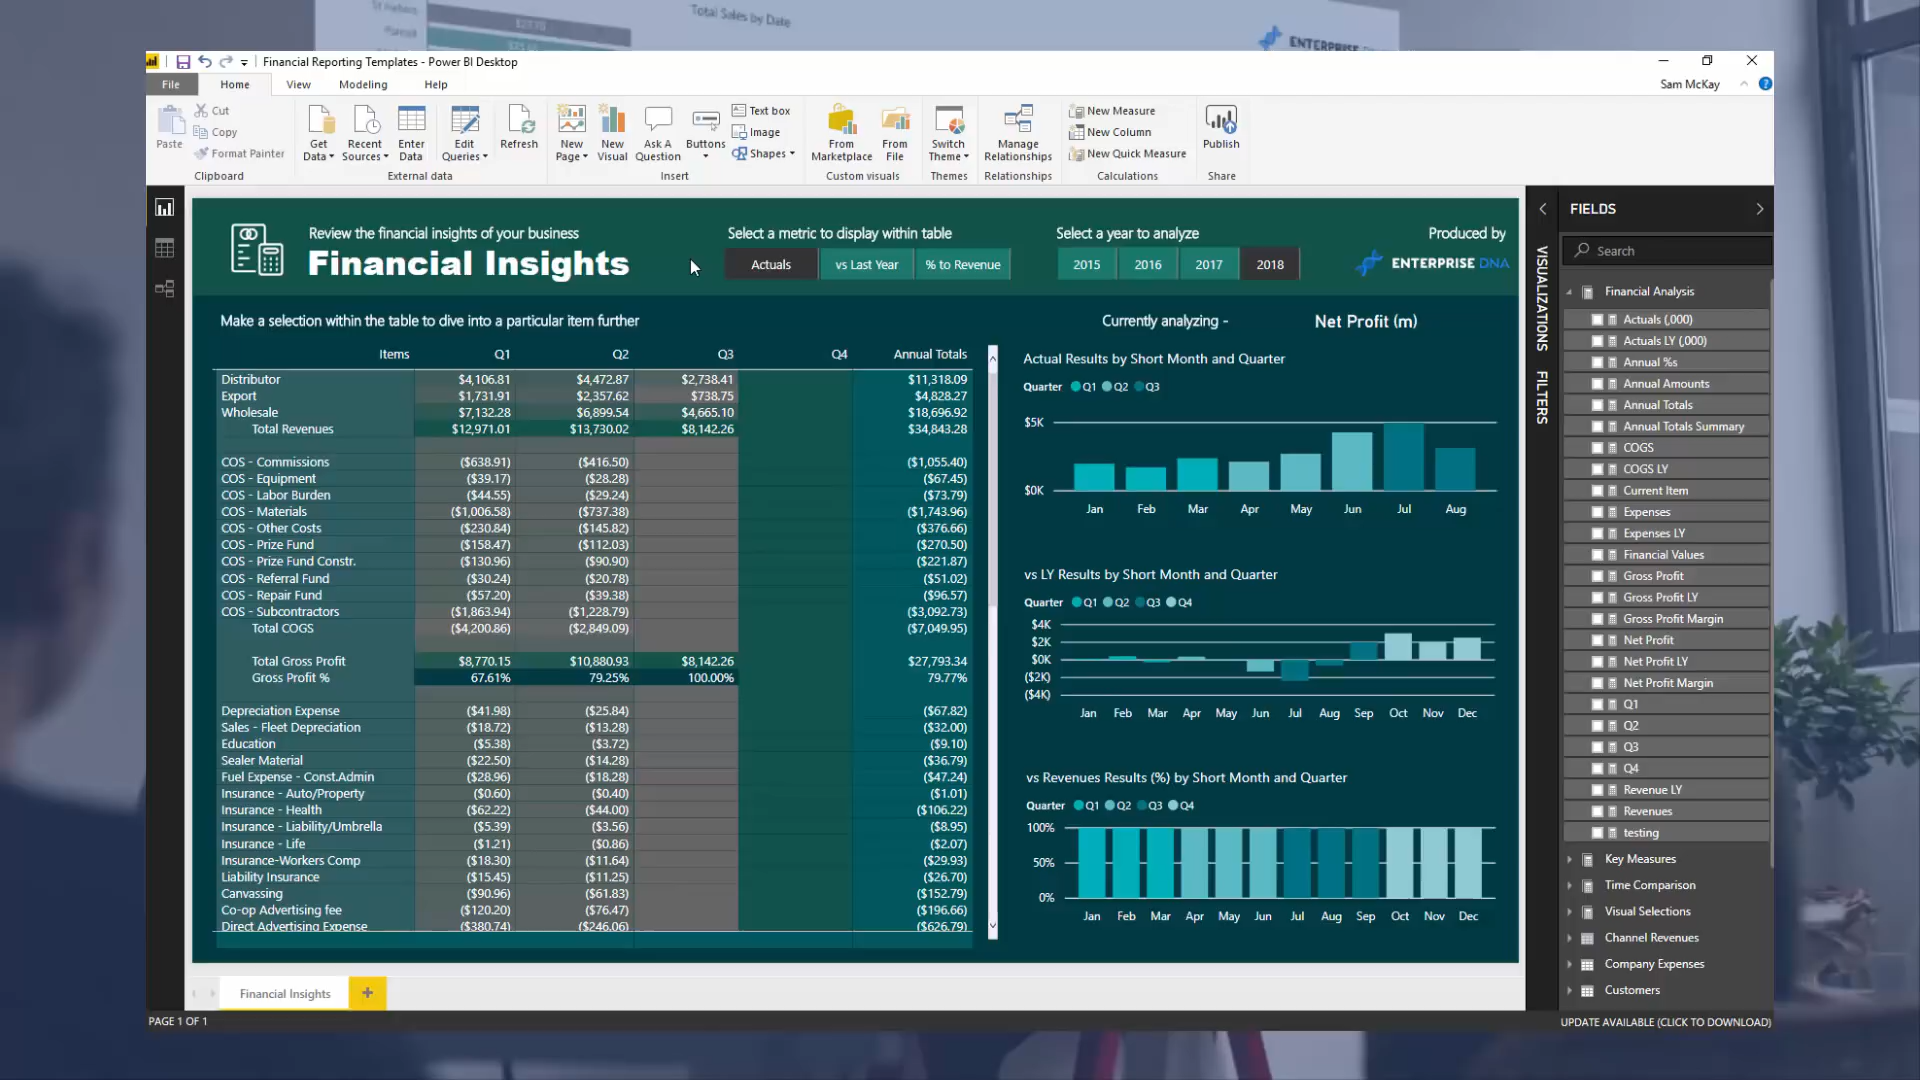 Total Sales by Date
ENTERPRISE
Financial Reporting Templates - Power BI Desktop
File Home View Modeling Help
Sam McKay
Paste
Cut
Copy
Format Painter
Clipboard
Get Data
Recent Sources
Enter Data
Edit Queries
Refresh
External data
New Page
New Visual
Ask A Question
Buttons
Text box
Image
Shapes
Insert
From Marketplace
From File
Custom visuals
Switch Theme
Themes
Manage Relationships
Relationships
New Measure
New Column
New Quick Measure
Calculations
Publish
Share
Review the financial insights of your business
Financial Insights
Select a metric to display within table
Actuals vs Last Year % to Revenue
Select a year to analyze
2015 2016 2017 2018
Produced by
ENTERPRISE DNA
Make a selection within the table to dive into a particular item further
Items Q1 Q2 Q3 Q4 Annual Totals
Distributor $4,106.81 $4,472.87 $2,738.41 $11,318.09
Export $1,731.91 $2,357.62 $738.75 $4,828.27
Wholesale $7,132.28 $6,899.54 $4,665.10 $18,696.92
Total Revenues $12,971.01 $13,730.02 $8,142.26 $34,843.28
COS - Commissions ($638.91) ($416.50) ($1,055.40)
COS - Equipment ($39.17) ($28.28) ($67.45)
COS - Labor Burden ($44.55) ($29.24) ($73.79)
COS - Materials ($1,006.58) ($737.38) ($1,743.96)
COS - Other Costs ($230.84) ($145.82) ($376.66)
COS - Prize Fund ($158.47) ($112.03) ($270.50)
COS - Prize Fund Constr. ($130.96) ($90.90) ($221.87)
COS - Referral Fund ($30.24) ($20.78) ($51.02)
COS - Repair Fund ($57.20) ($39.38) ($96.57)
COS - Subcontractors ($1,863.94) ($1,228.79) ($3,092.73)
Total COGS ($4,200.86) ($2,849.09) ($7,049.95)
Total Gross Profit $8,770.15 $10,880.93 $8,142.26 $27,793.34
Gross Profit % 67.61% 79.25% 100.00% 79.77%
Depreciation Expense ($41.98) ($25.84) ($67.82)
Sales - Fleet Depreciation ($18.72) ($13.28) ($32.00)
Education ($5.38) ($3.72) ($9.10)
Sealer Material ($22.50) ($14.28) ($36.79)
Fuel Expense - Const.Admin ($28.96) ($18.28) ($47.24)
Insurance - Auto/Property ($0.60) ($0.40) ($1.01)
Insurance - Health ($62.22) ($44.00) ($106.22)
Insurance - Liability/Umbrella ($5.39) ($3.56) ($8.95)
Insurance - Life ($1.21) ($0.86) ($2.07)
Insurance-Workers Comp ($18.30) ($11.64) ($29.93)
Liability Insurance ($15.45) ($11.25) ($26.70)
Canvassing ($90.96) ($61.83) ($152.79)
Co-op Advertising fee ($120.20) ($76.47) ($196.66)
Direct Advertising Expense ($380.74) ($246.06) ($626.79)
Currently analyzing - Net Profit (m)
Actual Results by Short Month and Quarter
Quarter Q1 Q2 Q3
$5K
$0K
Jan Feb Mar Apr May Jun Jul Aug
vs LY Results by Short Month and Quarter
Quarter Q1 Q2 Q3 Q4
$4K
$2K
$0K
($2K)
($4K)
Jan Feb Mar Apr May Jun Jul Aug Sep Oct Nov Dec
vs Revenues Results (%) by Short Month and Quarter
Quarter Q1 Q2 Q3 Q4
100%
50%
0%
Jan Feb Mar Apr May Jun Jul Aug Sep Oct Nov Dec
VISUALIZATIONS
FILTERS
FIELDS
Search
Financial Analysis
Actuals (,000)
Actuals LY (,000)
Annual %s
Annual Amounts
Annual Totals
Annual Totals Summary
COGS
COGS LY
Current Item
Expenses
Expenses LY
Financial Values
Gross Profit
Gross Profit LY
Gross Profit Margin
Net Profit
Net Profit LY
Net Profit Margin
Q1
Q2
Q3
Q4
Revenue LY
Revenues
testing
Key Measures
Time Comparison
Visual Selections
Channel Revenues
Company Expenses
Customers
Financial Insights
PAGE 1 OF 1
UPDATE AVAILABLE (CLICK TO DOWNLOAD)